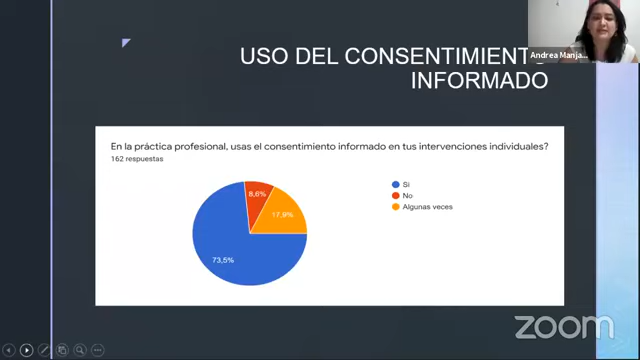 USO DEL CONSENTIMIENTO
INFORMADO
Andrea Manja...
En la práctica profesional, usas el consentimiento informado en tus intervenciones individuales?
162 respuestas
Sì
No
Algunas veces
8,6%
17,9%
73,5%
zoom